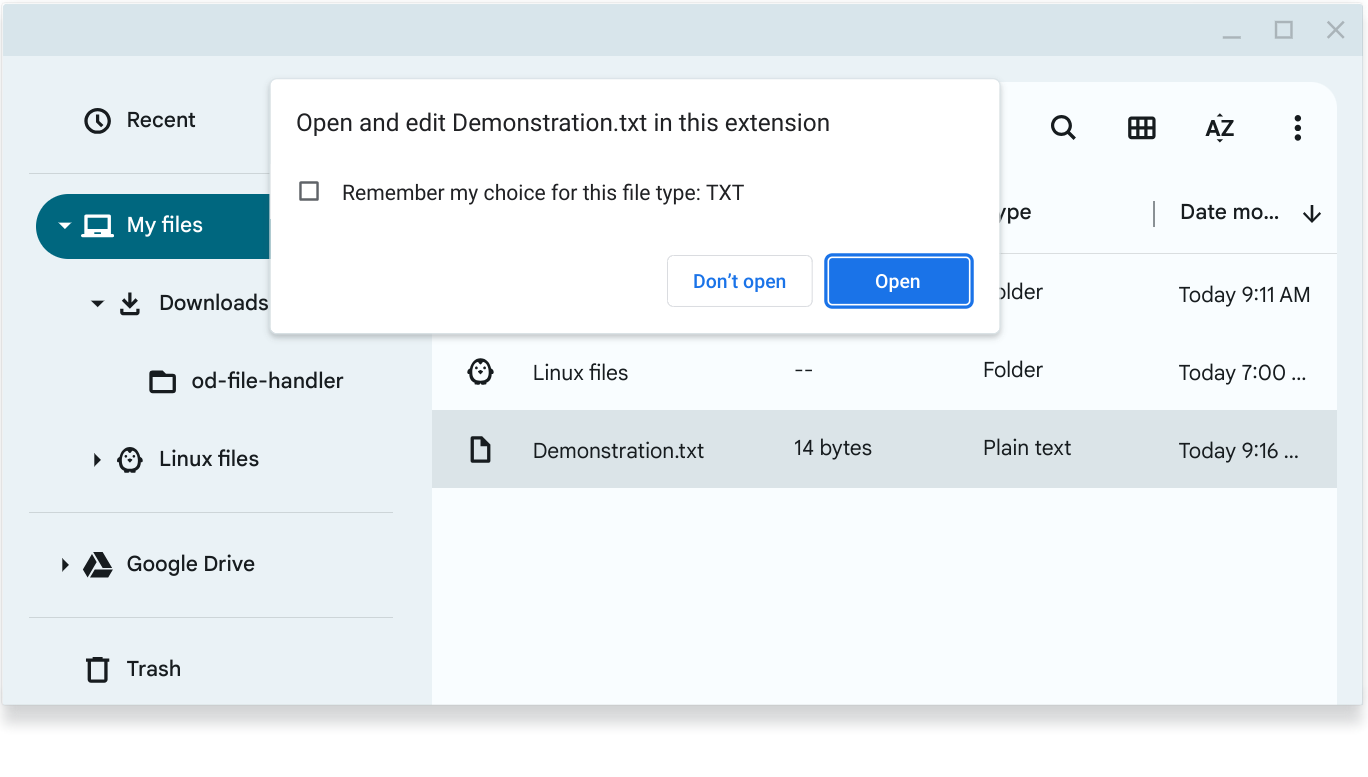 Recent
My files
Downloads
od-file-handler
Linux files
Google Drive
Trash
Open and edit Demonstration.txt in this extension
Remember my choice for this file type: TXT
Don’t open
Open
AZ
ype Date mo...
older Today 9:11 AM
Linux files -- Folder Today 7:00 ...
Demonstration.txt 14 bytes Plain text Today 9:16 ...